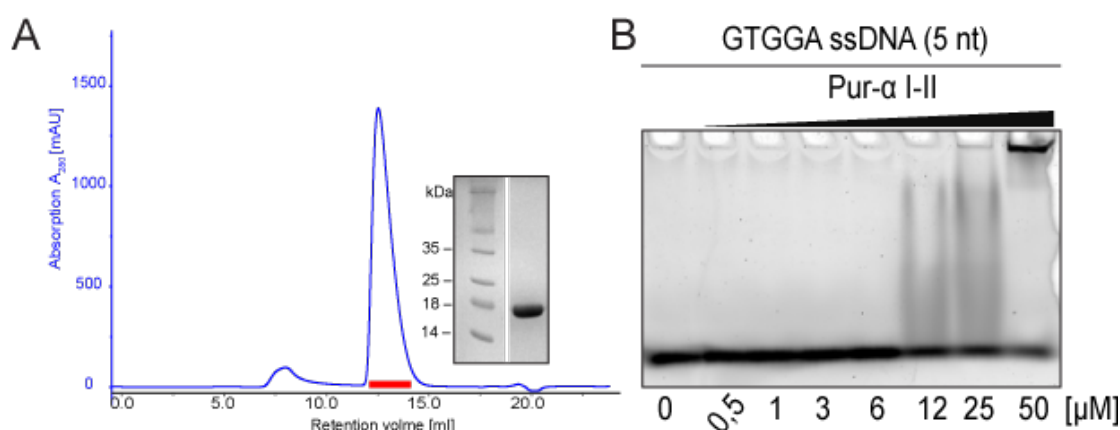 A
Absorption A280 [mAU]
1500
1000
500
0
0.0
5.0
10.0
15.0
20.0
Retention volme [ml]
kDa
35
25
18
14
B
GTGGA ssDNA (5 nt)
Pur-α I-II
0 0,5 1 3 6 12 25 50 [µM]